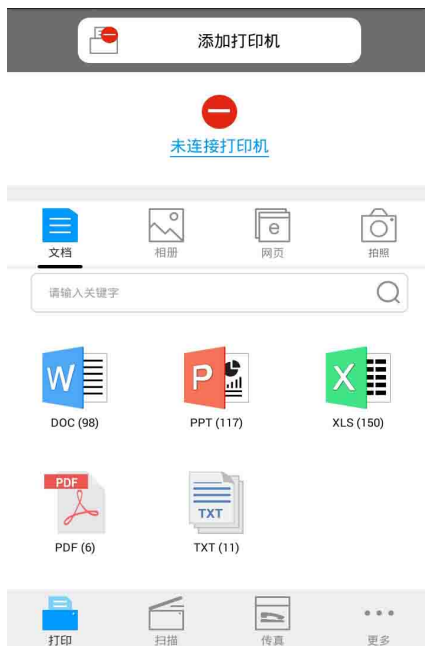 添加打印机
未连接打印机
文档 相册 网页 拍照
请输入关键字
W P X
DOC (98) PPT (117) XLS (150)
PDF TXT
PDF (6) TXT (11)
打印 扫描 传真 更多